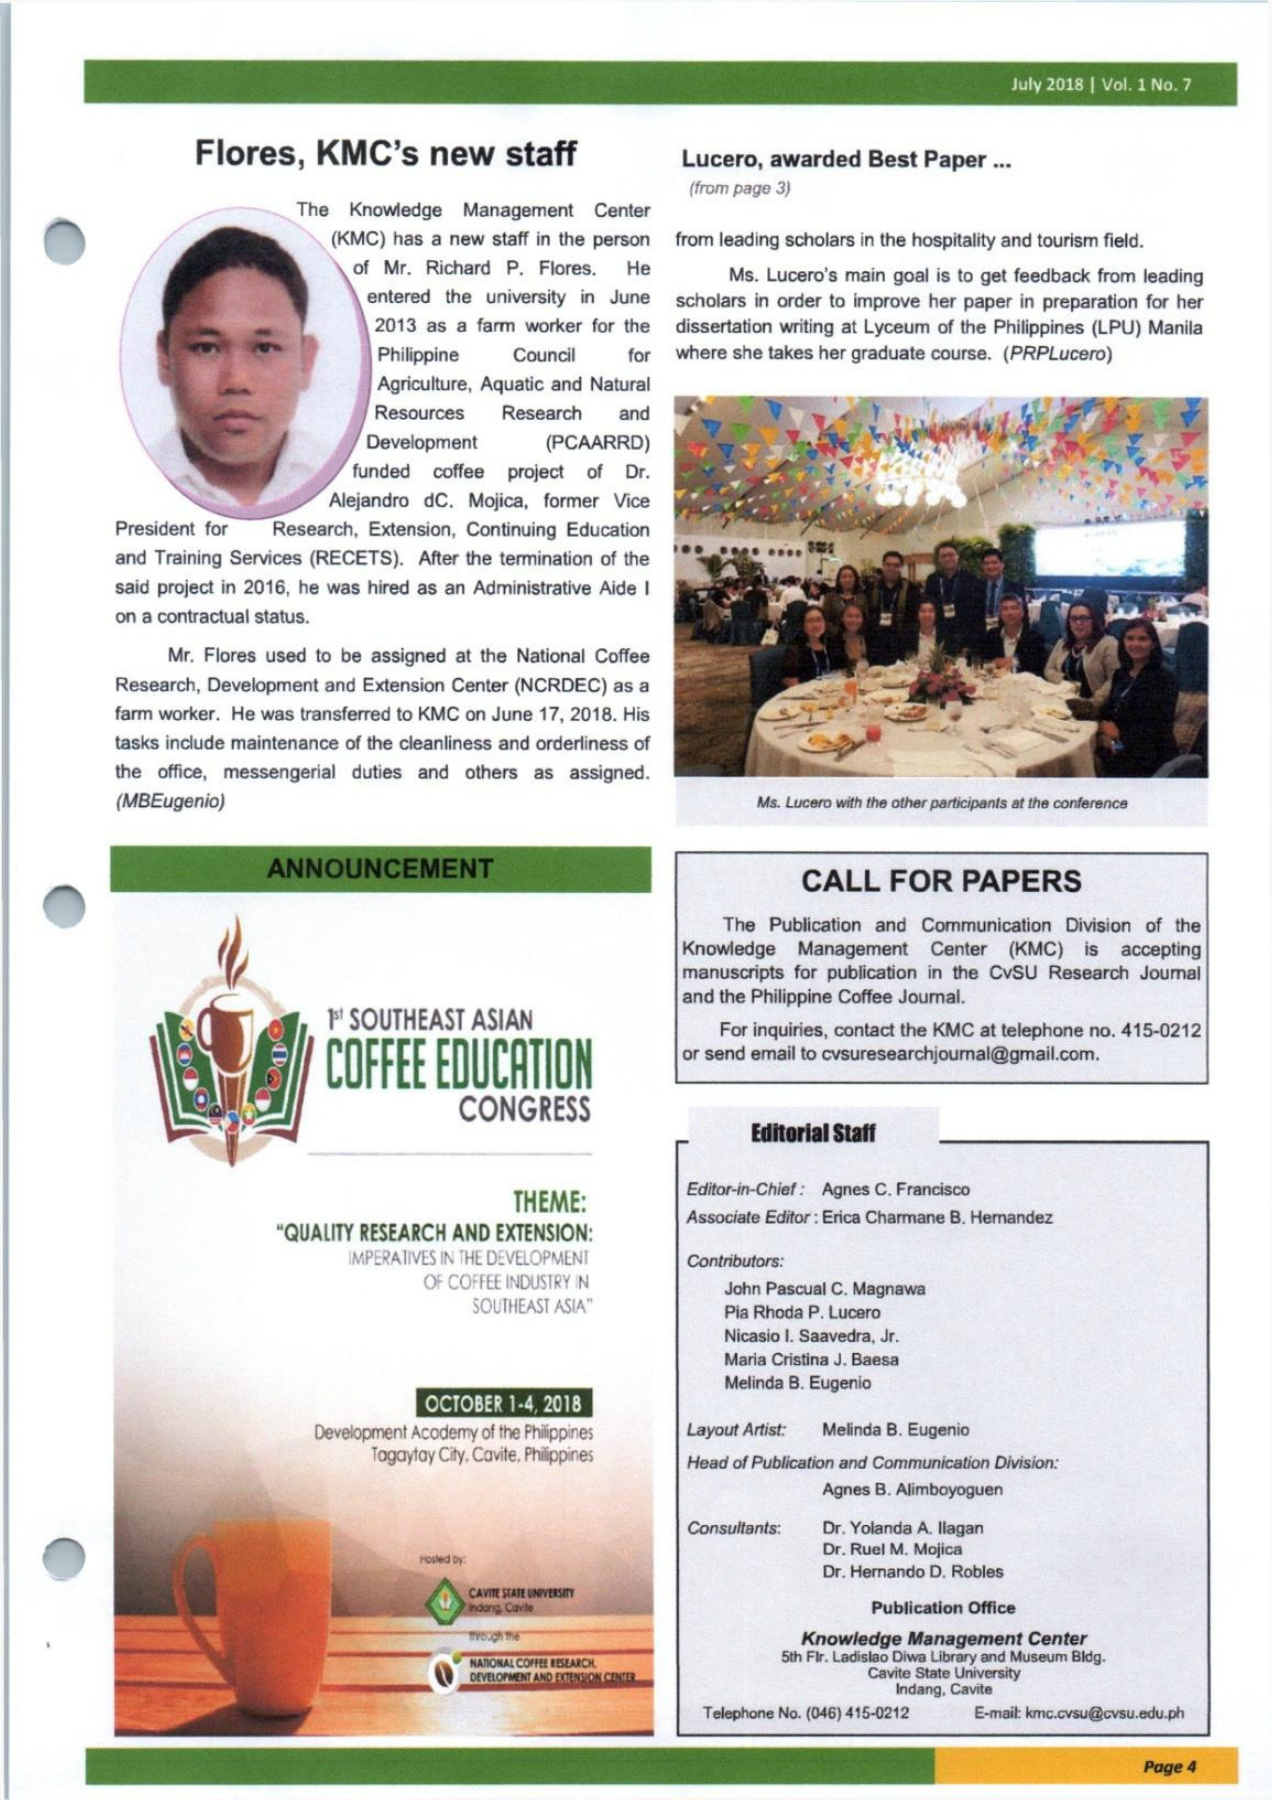 July 2018 | Vol. 1 No. 7
Flores, KMC's new staff
The Knowledge Management Center
(KMC) has a new staff in the person
of Mr. Richard P. Flores. He
entered the university in June
2013 as a farm worker for the
Philippine Council for
Agriculture, Aquatic and Natural
Resources Research and
Development (PCAARRD)
funded coffee project of Dr.
Alejandro dC. Mojica, former Vice
President for Research, Extension, Continuing Education
and Training Services (RECETS). After the termination of the
said project in 2016, he was hired as an Administrative Aide I
on a contractual status.
Mr. Flores used to be assigned at the National Coffee
Research, Development and Extension Center (NCRDEC) as a
farm worker. He was transferred to KMC on June 17, 2018. His
tasks include maintenance of the cleanliness and orderliness of
the office, messengerial duties and others as assigned.
(MBEugenio)
Lucero, awarded Best Paper ...
(from page 3)
from leading scholars in the hospitality and tourism field.
Ms. Lucero's main goal is to get feedback from leading
scholars in order to improve her paper in preparation for her
dissertation writing at Lyceum of the Philippines (LPU) Manila
where she takes her graduate course. (PRPLucero)
Ms. Lucero with the other participants at the conference
ANNOUNCEMENT
1st SOUTHEAST ASIAN
COFFEE EDUCATION
CONGRESS
THEME:
"QUALITY RESEARCH AND EXTENSION:
IMPERATIVES IN THE DEVELOPMENT
OF COFFEE INDUSTRY IN
SOUTHEAST ASIA"
OCTOBER 1-4, 2018
Development Academy of the Philippines
Tagaytay City, Cavite, Philippines
Hosted by:
CAVITE STATE UNIVERSITY
Indang, Cavite
through the
NATIONAL COFFEE RESEARCH,
DEVELOPMENT AND EXTENSION CENTER
CALL FOR PAPERS
The Publication and Communication Division of the
Knowledge Management Center (KMC) is accepting
manuscripts for publication in the CvSU Research Journal
and the Philippine Coffee Journal.
For inquiries, contact the KMC at telephone no. 415-0212
or send email to cvsuresearchjournal@gmail.com.
Editorial Staff
Editor-in-Chief : Agnes C. Francisco
Associate Editor : Erica Charmane B. Hernandez
Contributors:
John Pascual C. Magnawa
Pia Rhoda P. Lucero
Nicasio I. Saavedra, Jr.
Maria Cristina J. Baesa
Melinda B. Eugenio
Layout Artist: Melinda B. Eugenio
Head of Publication and Communication Division:
Agnes B. Alimboyoguen
Consultants: Dr. Yolanda A. Ilagan
Dr. Ruel M. Mojica
Dr. Hernando D. Robles
Publication Office
Knowledge Management Center
5th Flr. Ladislao Diwa Library and Museum Bldg.
Cavite State University
Indang, Cavite
Telephone No. (046) 415-0212 E-mail: kmc.cvsu@cvsu.edu.ph
Page 4